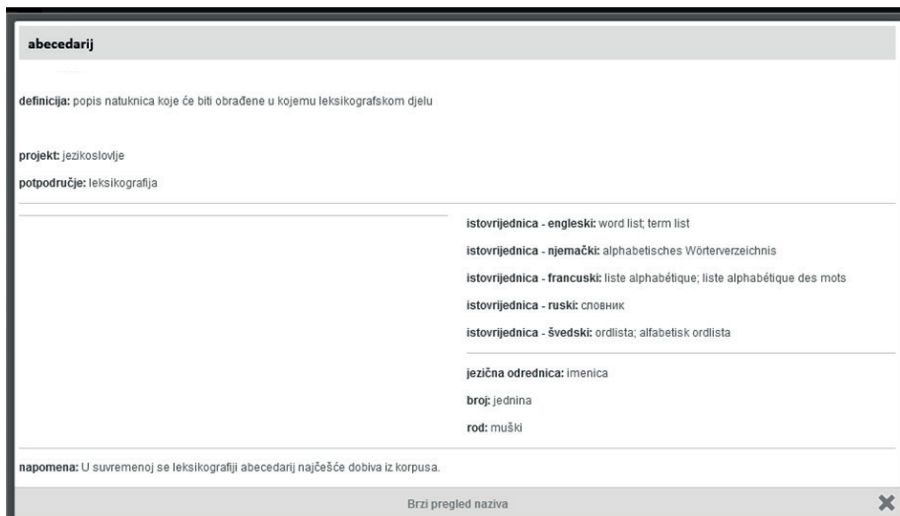 abecedarij
definicija: popis natuknica koje će biti obrađene u kojemu leksikografskom djelu
projekt: jezikoslovlje
potpodručje: leksikografija
istovrijednica - engleski: word list; term list
istovrijednica - njemački: alphabetisches Wörterverzeichnis
istovrijednica - francuski: liste alphabétique; liste alphabétique des mots
istovrijednica - ruski: словник
istovrijednica - švedski: ordlista; alfabetisk ordlista
jezična odrednica: imenica
broj: jednina
rod: muški
napomena: U suvremenoj se leksikografiji abecedarij najčešće dobiva iz korpusa.
Brzi pregled naziva